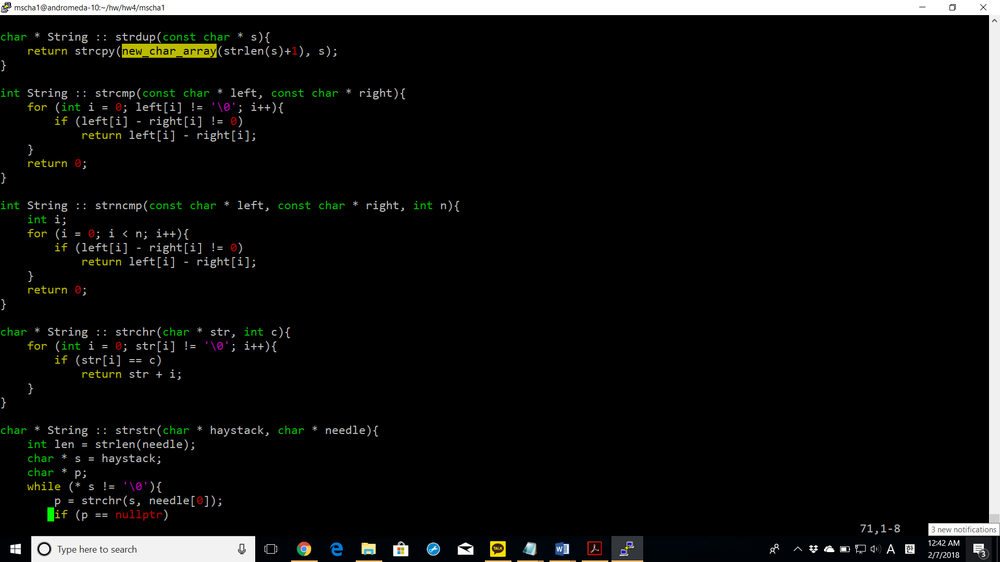 mscha1@andromeda-10:~/hw/hw4/mscha1
char * String :: strdup(const char * s){
    return strcpy(new_char_array(strlen(s)+1), s);
}
int String :: strcmp(const char * left, const char * right){
    for (int i = 0; left[i] != '\0'; i++){
        if (left[i] - right[i] != 0)
            return left[i] - right[i];
    }
    return 0;
}
int String :: strncmp(const char * left, const char * right, int n){
    int i;
    for (i = 0; i < n; i++){
        if (left[i] - right[i] != 0)
            return left[i] - right[i];
    }
    return 0;
}
char * String :: strchr(char * str, int c){
    for (int i = 0; str[i] != '\0'; i++){
        if (str[i] == c)
            return str + i;
    }
}
char * String :: strstr(char * haystack, char * needle){
    int len = strlen(needle);
    char * s = haystack;
    char * p;
    while (* s != '\0'){
        p = strchr(s, needle[0]);
        if (p == nullptr)
71,1-8
3 new notifications
Type here to search
TALK
A
한
12:42 AM
2/7/2018
3